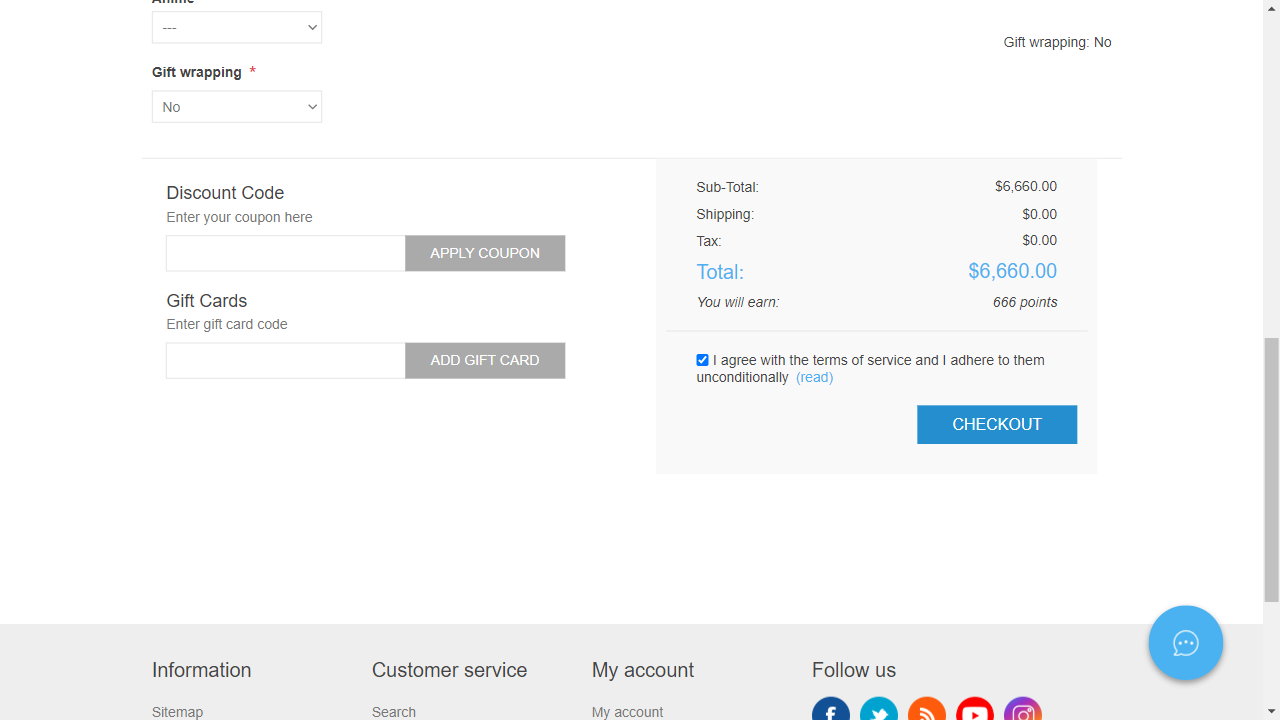 Anime
---
Gift wrapping: No
Gift wrapping *
No
Discount Code
Enter your coupon here
APPLY COUPON
Gift Cards
Enter gift card code
ADD GIFT CARD
Sub-Total: $6,660.00
Shipping: $0.00
Tax: $0.00
Total: $6,660.00
You will earn: 666 points
I agree with the terms of service and I adhere to them
unconditionally (read)
CHECKOUT
Information
Sitemap
Customer service
Search
My account
My account
Follow us